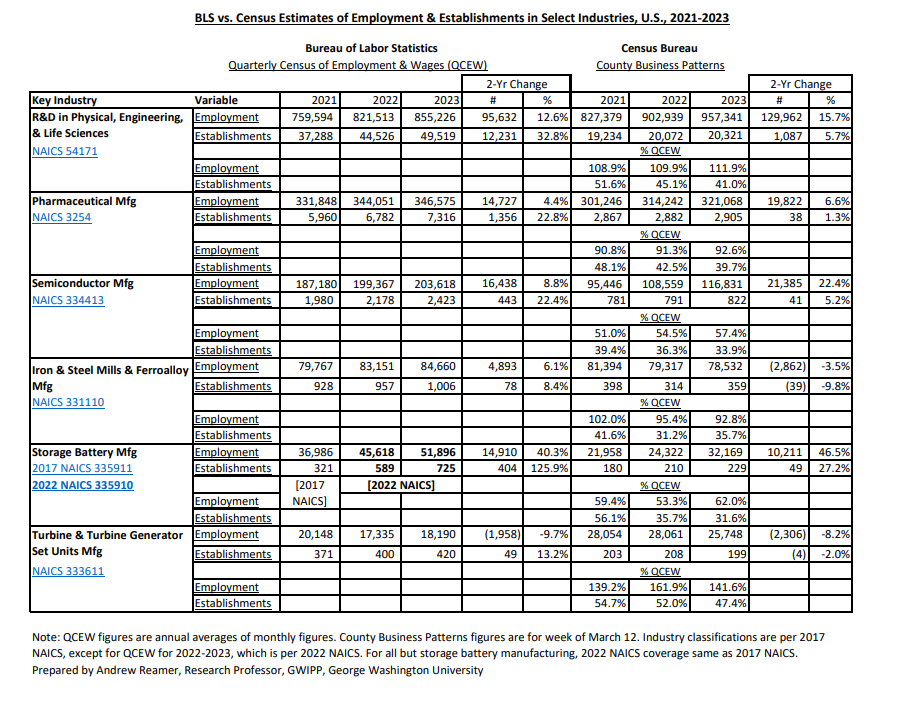 BLS vs. Census Estimates of Employment & Establishments in Select Industries, U.S., 2021-2023
Bureau of Labor Statistics Census Bureau
Quarterly Census of Employment & Wages (QCEW) County Business Patterns
2-Yr Change 2-Yr Change
Key Industry Variable 2021 2022 2023 # % 2021 2022 2023 # %
R&D in Physical, Engineering, Employment 759,594 821,513 855,226 95,632 12.6% 827,379 902,939 957,341 129,962 15.7%
& Life Sciences Establishments 37,288 44,526 49,519 12,231 32.8% 19,234 20,072 20,321 1,087 5.7%
NAICS 54171 % QCEW
Employment 108.9% 109.9% 111.9%
Establishments 51.6% 45.1% 41.0%
Pharmaceutical Mfg Employment 331,848 344,051 346,575 14,727 4.4% 301,246 314,242 321,068 19,822 6.6%
NAICS 3254 Establishments 5,960 6,782 7,316 1,356 22.8% 2,867 2,882 2,905 38 1.3%
% QCEW
Employment 90.8% 91.3% 92.6%
Establishments 48.1% 42.5% 39.7%
Semiconductor Mfg Employment 187,180 199,367 203,618 16,438 8.8% 95,446 108,559 116,831 21,385 22.4%
NAICS 334413 Establishments 1,980 2,178 2,423 443 22.4% 781 791 822 41 5.2%
% QCEW
Employment 51.0% 54.5% 57.4%
Establishments 39.4% 36.3% 33.9%
Iron & Steel Mills & Ferroalloy Employment 79,767 83,151 84,660 4,893 6.1% 81,394 79,317 78,532 (2,862) -3.5%
Mfg Establishments 928 957 1,006 78 8.4% 398 314 359 (39) -9.8%
NAICS 331110 % QCEW
Employment 102.0% 95.4% 92.8%
Establishments 41.6% 31.2% 35.7%
Storage Battery Mfg Employment 36,986 45,618 51,896 14,910 40.3% 21,958 24,322 32,169 10,211 46.5%
2017 NAICS 335911 Establishments 321 589 725 404 125.9% 180 210 229 49 27.2%
2022 NAICS 335910 [2017 [2022 NAICS] % QCEW
Employment NAICS] 59.4% 53.3% 62.0%
Establishments 56.1% 35.7% 31.6%
Turbine & Turbine Generator Employment 20,148 17,335 18,190 (1,958) -9.7% 28,054 28,061 25,748 (2,306) -8.2%
Set Units Mfg Establishments 371 400 420 49 13.2% 203 208 199 (4) -2.0%
NAICS 333611 % QCEW
Employment 139.2% 161.9% 141.6%
Establishments 54.7% 52.0% 47.4%
Note: QCEW figures are annual averages of monthly figures. County Business Patterns figures are for week of March 12. Industry classifications are per 2017
NAICS, except for QCEW for 2022-2023, which is per 2022 NAICS. For all but storage battery manufacturing, 2022 NAICS coverage same as 2017 NAICS.
Prepared by Andrew Reamer, Research Professor, GWIPP, George Washington University